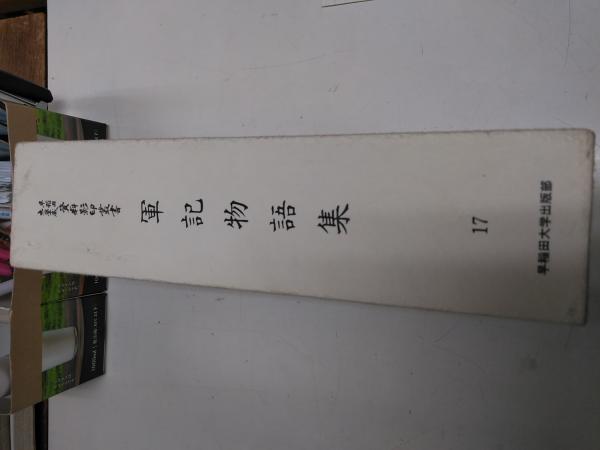 早稲田大学蔵 資料影印叢書
軍記物語集
17
早稲田大学出版部